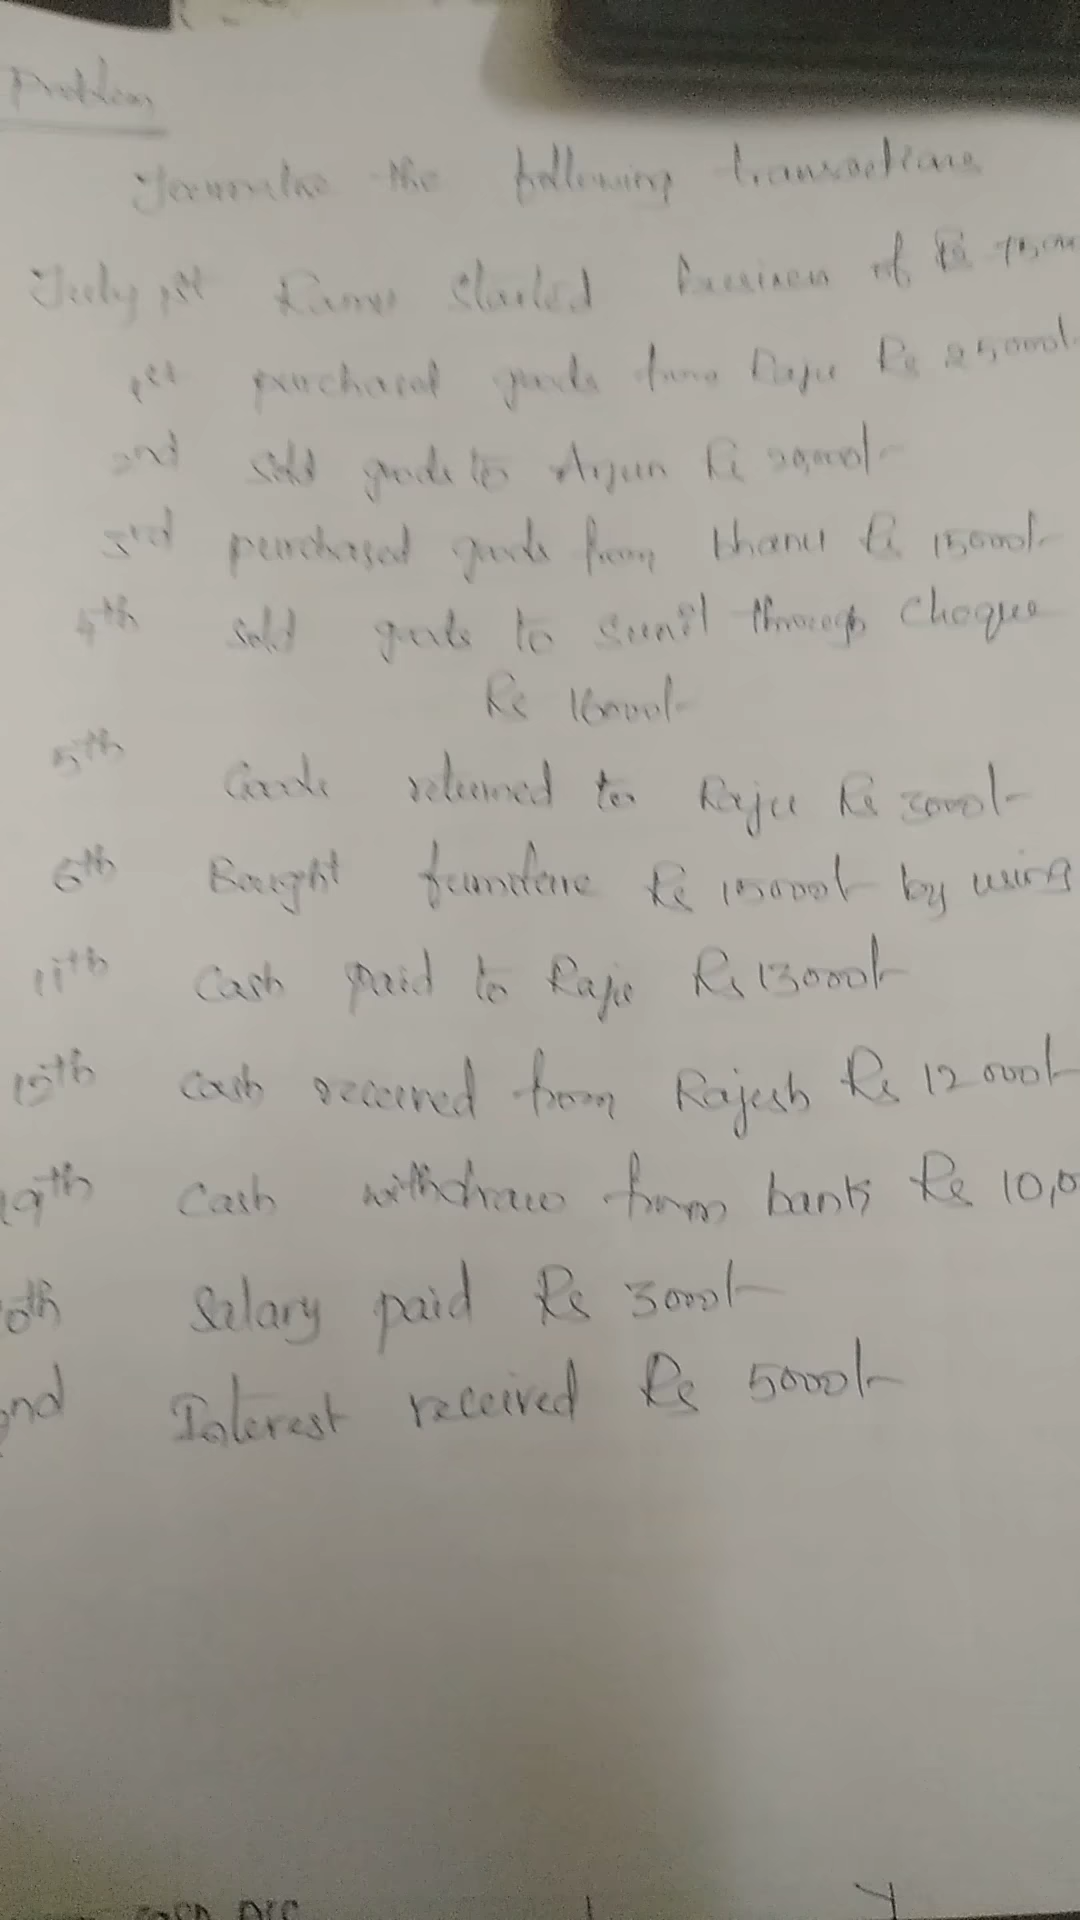 Problem
Journalise the following transactions
July 1st Ramu started business of Rs
1st purchased goods from Raju Rs 25,000/-
2nd Sold goods to Arjun Rs 20,000/-
3rd purchased goods from bhanu Rs 15000/-
4th sold goods to Sunil through Cheque
Rs 16000/-
5th Goods returned to Raju Rs 3000/-
6th Bought furniture Rs 15000/- by using
11th Cash paid to Raju Rs 13000/-
15th Cash received from Rajesh Rs 12000/-
19th Cash withdraw from bank Rs 10,0
0th Salary paid Rs 3000/-
nd Interest received Rs 5000/-